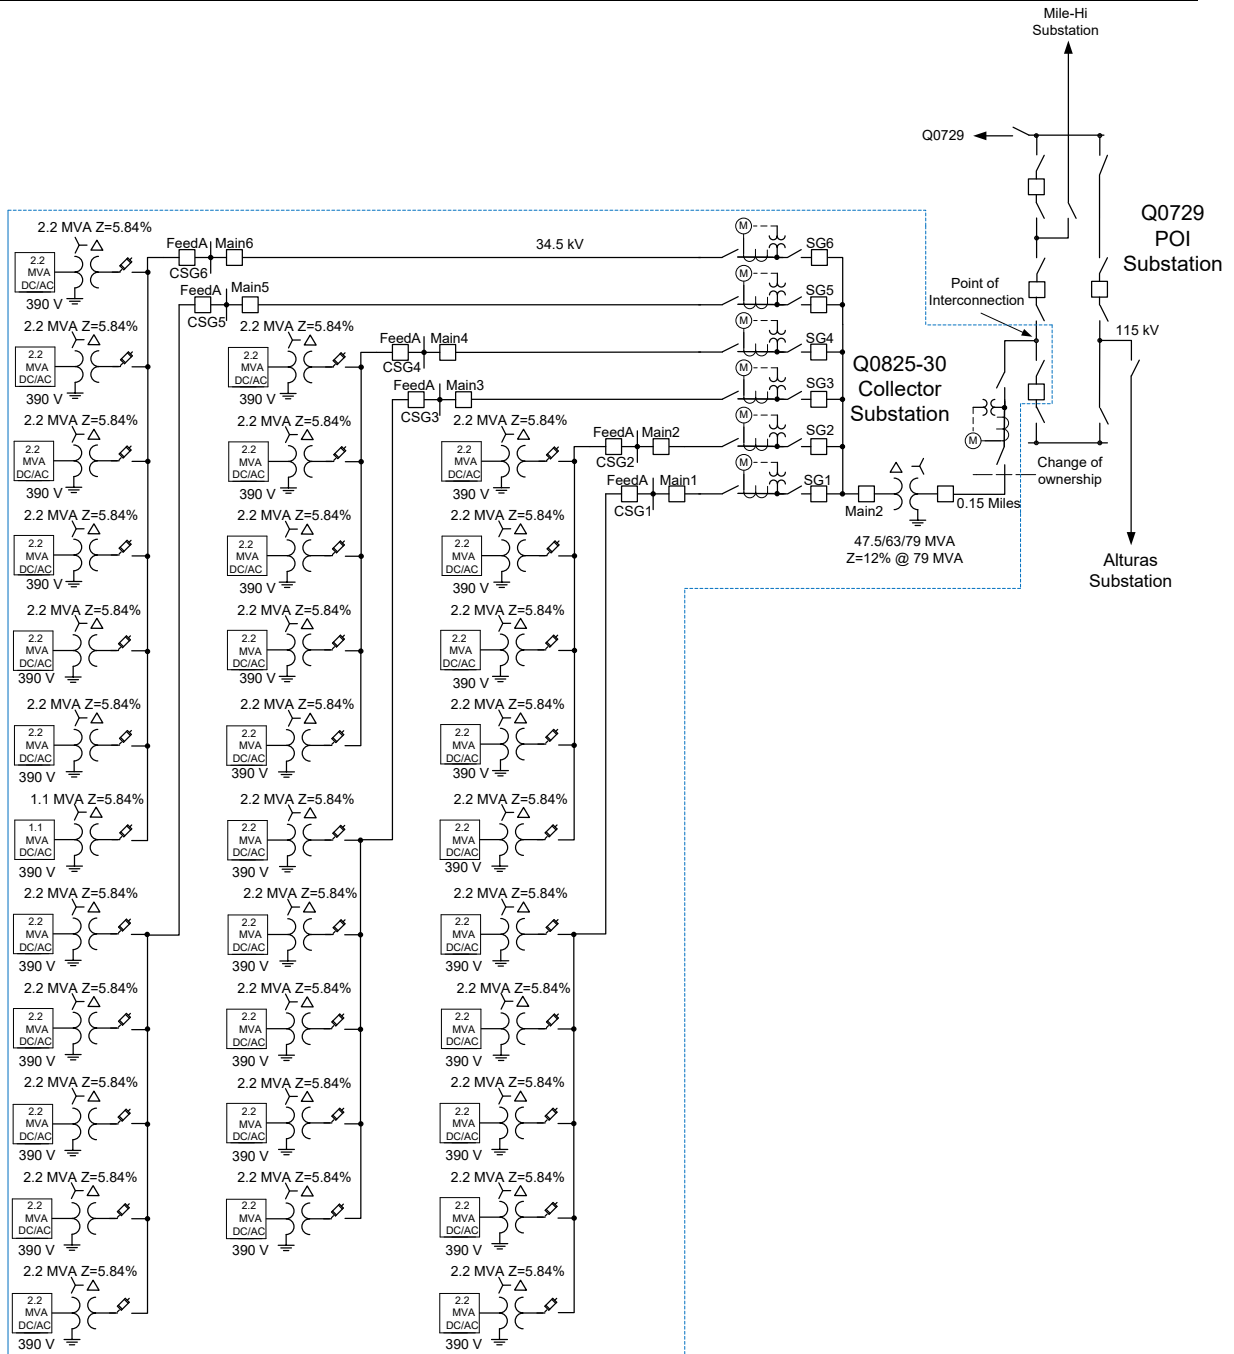 Mile-Hi
Substation
Q0729
Q0729
POI
Substation
Point of
Interconnection
115 kV
Change of
ownership
0.15 Miles
Alturas
Substation
Q0825-30
Collector
Substation
Main2
47.5/63/79 MVA
Z=12% @ 79 MVA
34.5 kV
FeedA Main6
CSG6
M
SG6
FeedA Main5
CSG5
M
SG5
FeedA Main4
CSG4
M
SG4
FeedA Main3
CSG3
M
SG3
FeedA Main2
CSG2
M
SG2
FeedA Main1
CSG1
M
SG1
M
2.2 MVA Z=5.84%
2.2
MVA
DC/AC
390 V
2.2 MVA Z=5.84%
2.2
MVA
DC/AC
390 V
2.2 MVA Z=5.84%
2.2
MVA
DC/AC
390 V
2.2 MVA Z=5.84%
2.2
MVA
DC/AC
390 V
2.2 MVA Z=5.84%
2.2
MVA
DC/AC
390 V
2.2 MVA Z=5.84%
2.2
MVA
DC/AC
390 V
1.1 MVA Z=5.84%
1.1
MVA
DC/AC
390 V
2.2 MVA Z=5.84%
2.2
MVA
DC/AC
390 V
2.2 MVA Z=5.84%
2.2
MVA
DC/AC
390 V
2.2 MVA Z=5.84%
2.2
MVA
DC/AC
390 V
2.2 MVA Z=5.84%
2.2
MVA
DC/AC
390 V
2.2 MVA Z=5.84%
2.2
MVA
DC/AC
390 V
2.2 MVA Z=5.84%
2.2
MVA
DC/AC
390 V
2.2 MVA Z=5.84%
2.2
MVA
DC/AC
390 V
2.2 MVA Z=5.84%
2.2
MVA
DC/AC
390 V
2.2 MVA Z=5.84%
2.2
MVA
DC/AC
390 V
2.2 MVA Z=5.84%
2.2
MVA
DC/AC
390 V
2.2 MVA Z=5.84%
2.2
MVA
DC/AC
390 V
2.2 MVA Z=5.84%
2.2
MVA
DC/AC
390 V
2.2 MVA Z=5.84%
2.2
MVA
DC/AC
390 V
2.2 MVA Z=5.84%
2.2
MVA
DC/AC
390 V
2.2 MVA Z=5.84%
2.2
MVA
DC/AC
390 V
2.2 MVA Z=5.84%
2.2
MVA
DC/AC
390 V
2.2 MVA Z=5.84%
2.2
MVA
DC/AC
390 V
2.2 MVA Z=5.84%
2.2
MVA
DC/AC
390 V
2.2 MVA Z=5.84%
2.2
MVA
DC/AC
390 V
2.2 MVA Z=5.84%
2.2
MVA
DC/AC
390 V
2.2 MVA Z=5.84%
2.2
MVA
DC/AC
390 V
2.2 MVA Z=5.84%
2.2
MVA
DC/AC
390 V
2.2 MVA Z=5.84%
2.2
MVA
DC/AC
390 V
2.2 MVA Z=5.84%
2.2
MVA
DC/AC
390 V
2.2 MVA Z=5.84%
2.2
MVA
DC/AC
390 V